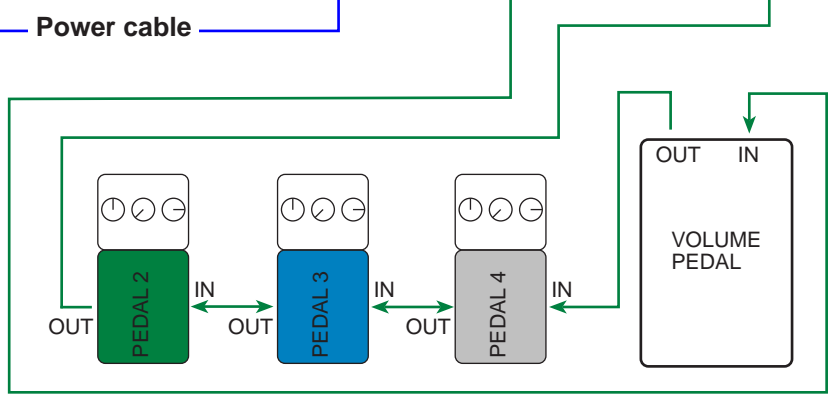 Power cable
OUT IN
VOLUME
PEDAL
PEDAL 2
IN
OUT
PEDAL 3
IN
OUT
PEDAL 4
IN
OUT